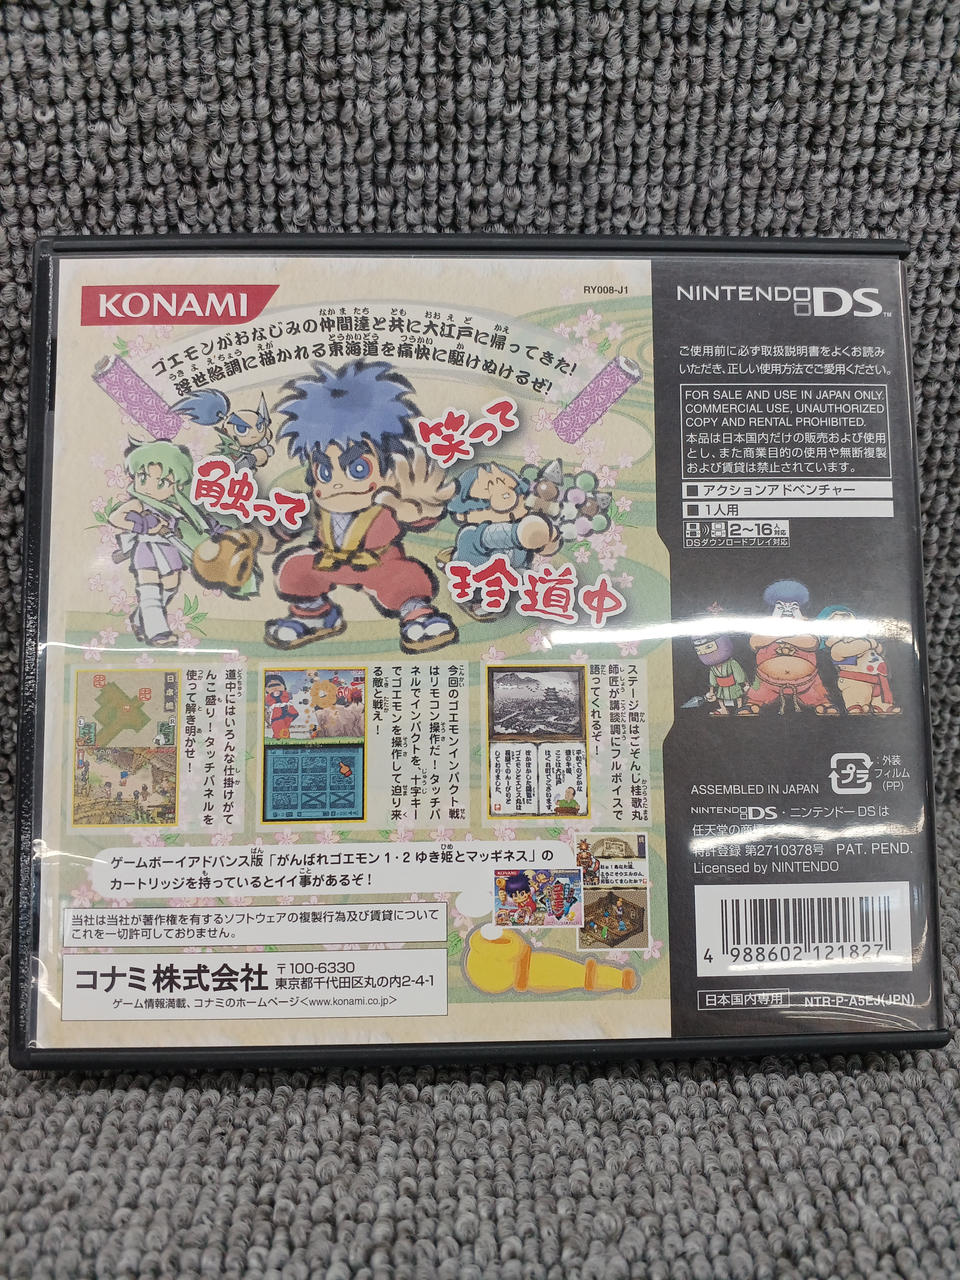 KONAMI
RY008-J1
ゴエモンがおなじみの仲間達と共に大江戸に帰ってきた!
浮世絵調に描かれる東海道を痛快に駆けぬけるぜ!
触って
笑って
珍道中
道中にはいろんな仕掛けがて
んこ盛り!タッチパネルを
使って解き明かせ!
今回のゴエモンインパクト戦
はリモコン操作だ!タッチパ
ネルでインパクトを、十字キー
でゴエモンを操作して迫り来
る敵と戦え!
ステージ間はごぞんじ桂歌丸
師匠が講談調にフルボイスで
語ってくれるぞ!
日本橋
ゲームボーイアドバンス版「がんばれゴエモン1・2 ゆき姫とマッギネス」の
カートリッジを持っているとイイ事があるぞ!
当社は当社が著作権を有するソフトウェアの複製行為及び賃貸について
これを一切許可しておりません。
コナミ株式会社
〒100-6330
東京都千代田区丸の内2-4-1
ゲーム情報満載、コナミのホームページ<www.konami.co.jp>
NINTENDO DS™
ご使用前に必ず取扱説明書をよくお読み
いただき、正しい使用方法でご愛用ください。
FOR SALE AND USE IN JAPAN ONLY.
COMMERCIAL USE, UNAUTHORIZED
COPY AND RENTAL PROHIBITED.
本品は日本国内だけの販売および使用
とし、また商業目的の使用や無断複製
および賃貸は禁止されています。
アクションアドベンチャー
1人用
2〜16人対応
DSダウンロードプレイ対応
プラ
:外装
フィルム
(PP)
ASSEMBLED IN JAPAN
NINTENDO DS・ニンテンドーDSは
任天堂の商標
特許登録 第2710378号 PAT. PEND.
Licensed by NINTENDO
4 988602 121827
日本国内専用
NTR-P-A5EJ(JPN)